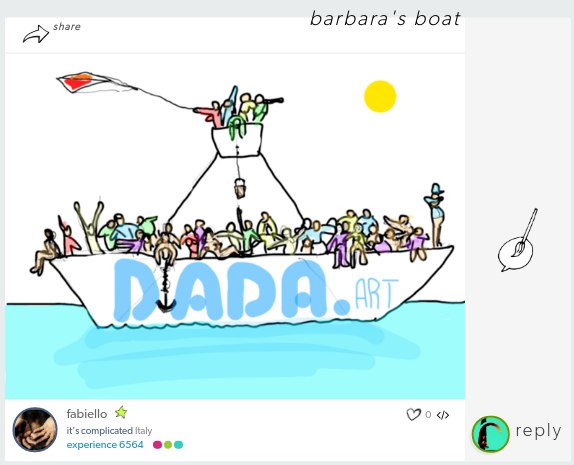 barbara's boat
share
DADA.ART
fabiello
it's complicated Italy
experience 6564
0 </>
reply